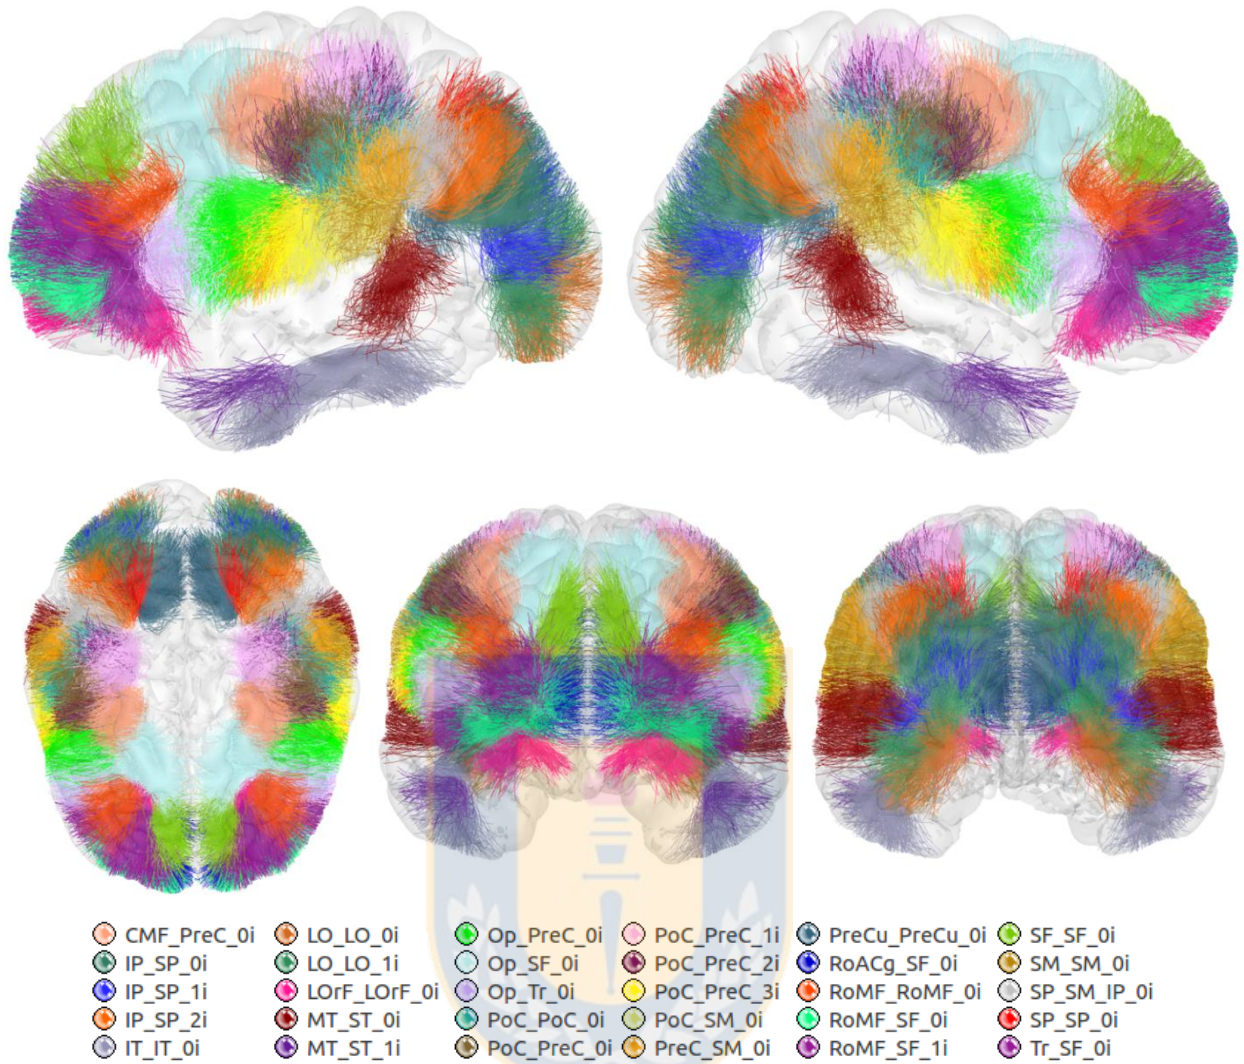 CMF_PreC_0i LO_LO_0i Op_PreC_0i PoC_PreC_1i PreCu_PreCu_0i SF_SF_0i
IP_SP_0i LO_LO_1i Op_SF_0i PoC_PreC_2i RoACg_SF_0i SM_SM_0i
IP_SP_1i LOrF_LOrF_0i Op_Tr_0i PoC_PreC_3i RoMF_RoMF_0i SP_SM_IP_0i
IP_SP_2i MT_ST_0i PoC_PoC_0i PoC_SM_0i RoMF_SF_0i SP_SP_0i
IT_IT_0i MT_ST_1i PoC_PreC_0i PreC_SM_0i RoMF_SF_1i Tr_SF_0i